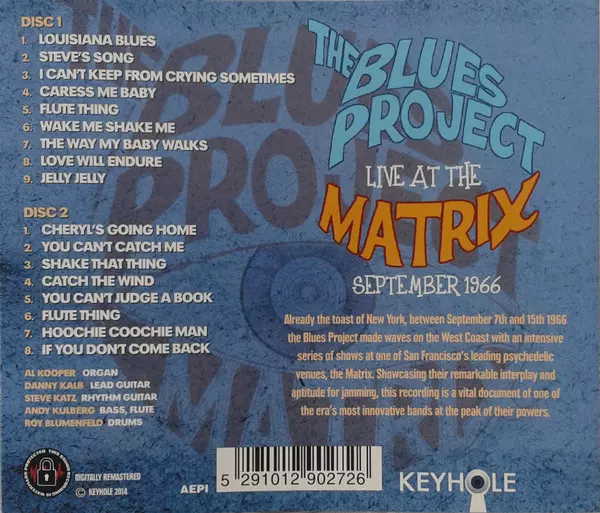 DISC 1
1. LOUISIANA BLUES
2. STEVE'S SONG
3. I CAN'T KEEP FROM CRYING SOMETIMES
4. CARESS ME BABY
5. FLUTE THING
6. WAKE ME SHAKE ME
7. THE WAY MY BABY WALKS
8. LOVE WILL ENDURE
9. JELLY JELLY
DISC 2
1. CHERYL'S GOING HOME
2. YOU CAN'T CATCH ME
3. SHAKE THAT THING
4. CATCH THE WIND
5. YOU CAN'T JUDGE A BOOK
6. FLUTE THING
7. HOOCHIE COOCHIE MAN
8. IF YOU DON'T COME BACK
AL KOOPER ORGAN
DANNY KALB LEAD GUITAR
STEVE KATZ RHYTHM GUITAR
ANDY KULBERG BASS, FLUTE
ROY BLUMENFELD DRUMS
THE BLUES
PROJECT
LIVE AT THE
MATRIX
SEPTEMBER 1966
Already the toast of New York, between September 7th and 15th 1966
the Blues Project made waves on the West Coast with an intensive
series of shows at one of San Francisco's leading psychedelic
venues, the Matrix. Showcasing their remarkable interplay and
aptitude for jamming, this recording is a vital document of one of
the era's most innovative bands at the peak of their powers.
DIGITALLY REMASTERED
© KEYHOLE 2014
AEPI
5 291012 902726
KEYHOLE
THE
BLUES
PROJECT
MATRIX